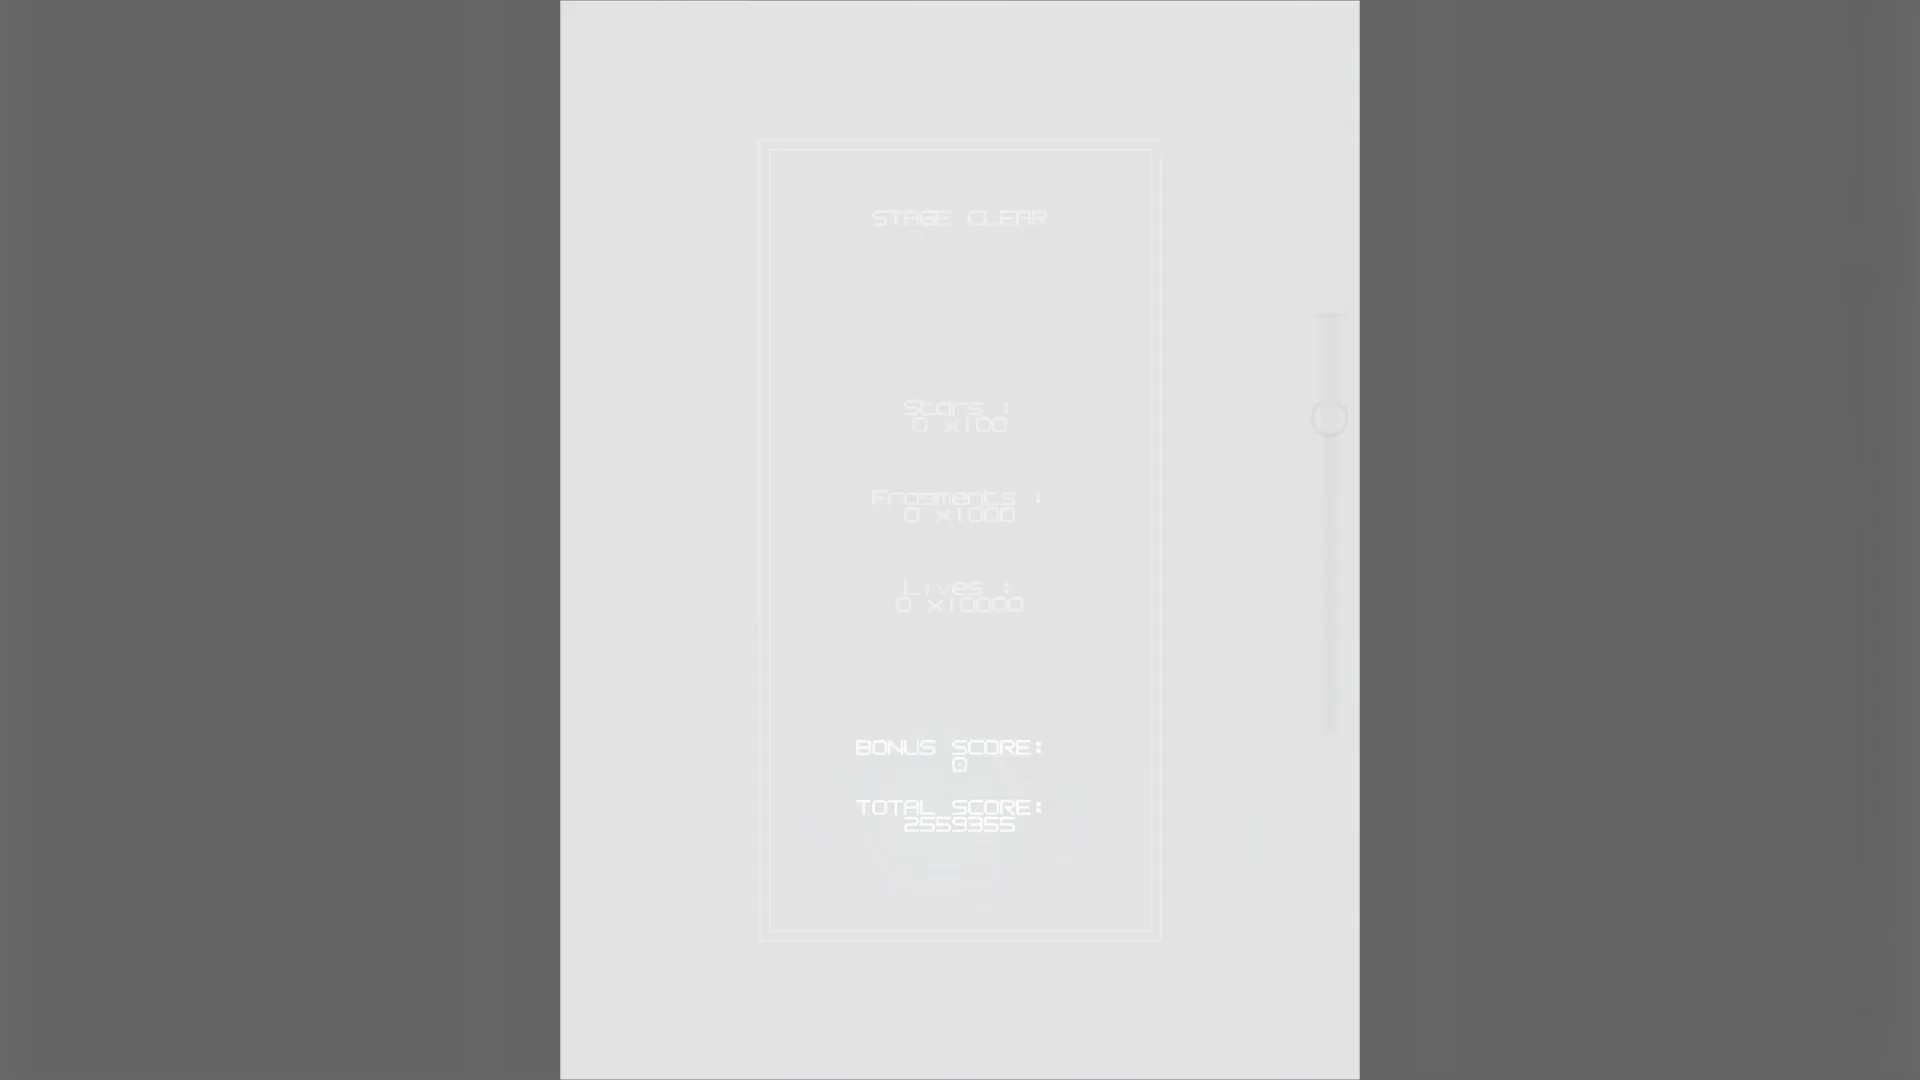 STAGE CLEAR
Stars :
0 x100
Fragments :
0 x1000
Lives :
0 x10000
BONUS SCORE:
0
TOTAL SCORE:
2559355